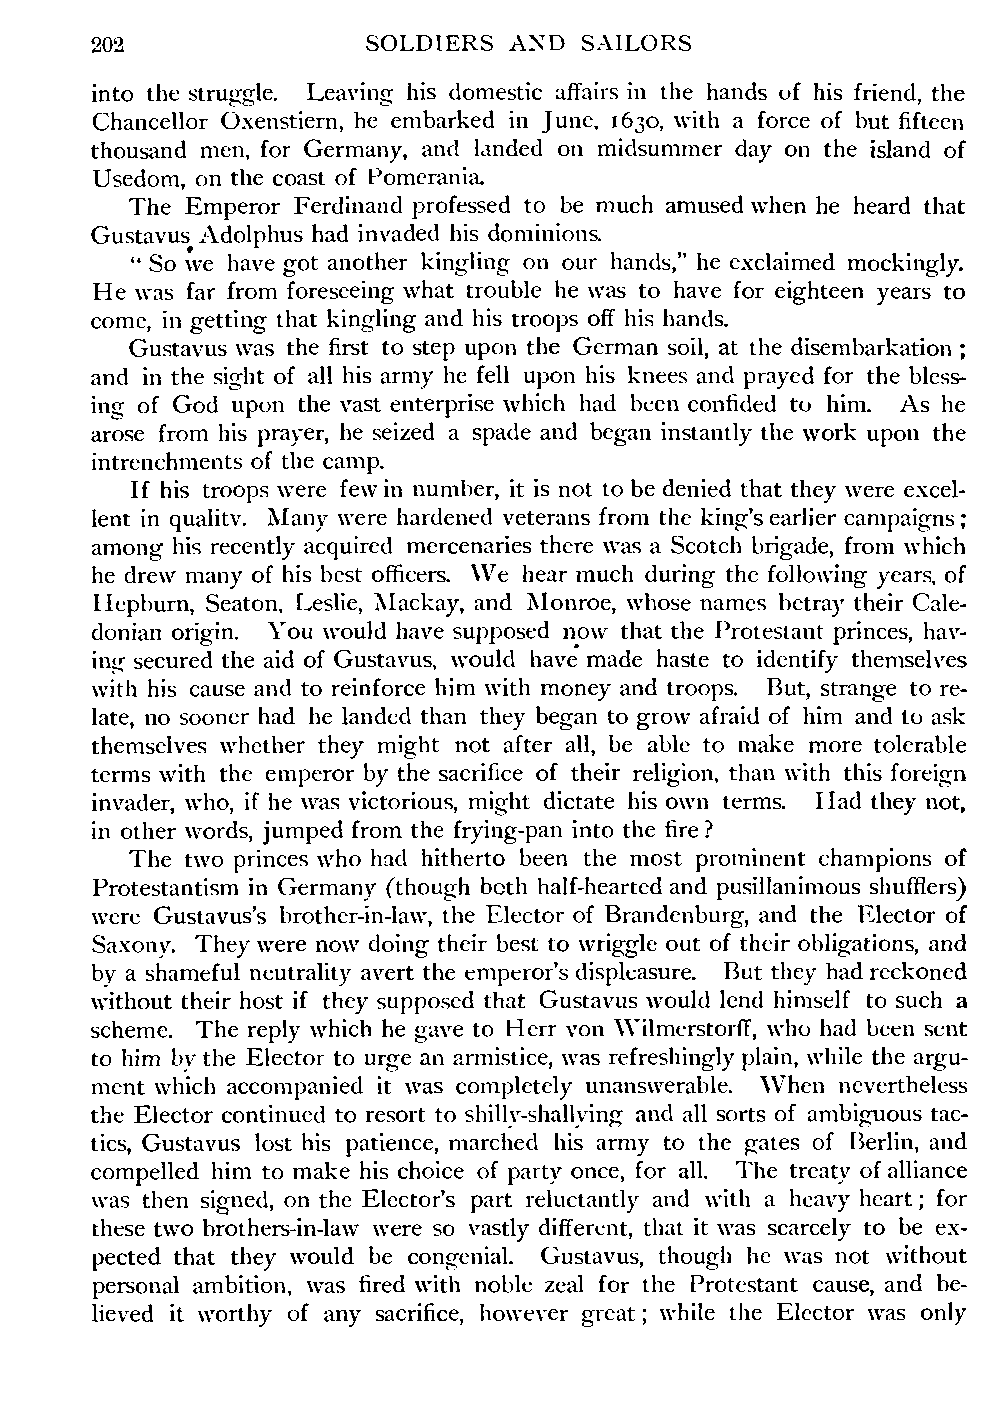 202 SOLDIERS AND SAILORS
into the struggle. Leaving his domestic affairs in the hands of his friend, the
Chancellor Oxenstiern, he embarked in June, 1630, with a force of but fifteen
thousand men, for Germany, and landed on midsummer day on the island of
Usedom, on the coast of Pomerania.
The Emperor Ferdinand professed to be much amused when he heard that
Gustavus Adolphus had invaded his dominions.
“ So we have got another kingling on our hands,” he exclaimed mockingly.
He was far from foreseeing what trouble he was to have for eighteen years to
come, in getting that kingling and his troops off his hands.
Gustavus was the first to step upon the German soil, at the disembarkation ;
and in the sight of all his army he fell upon his knees and prayed for the bless-
ing of God upon the vast enterprise which had been confided to him. As he
arose from his prayer, he seized a spade and began instantly the work upon the
intrenchments of the camp.
If his troops were few in number, it is not to be denied that they were excel-
lent in quality. Many were hardened veterans from the king's earlier campaigns ;
among his recently acquired mercenaries there was a Scotch brigade, from which
he drew many of his best officers. We hear much during the following years, of
Hepburn, Seaton, Leslie, Mackay, and Monroe, whose names betray their Cale-
donian origin. You would have supposed now that the Protestant princes, hav-
ing secured the aid of Gustavus, would have made haste to identify themselves
with his cause and to reinforce him with money and troops. But, strange to re-
late, no sooner had he landed than they began to grow afraid of him and to ask
themselves whether they might not after all, be able to make more tolerable
terms with the emperor by the sacrifice of their religion, than with this foreign
invader, who, if he was victorious, might dictate his own terms. Had they not,
in other words, jumped from the frying-pan into the fire ?
The two princes who had hitherto been the most prominent champions of
Protestantism in Germany (though both half-hearted and pusillanimous shufflers)
were Gustavus's brother-in-law, the Elector of Brandenburg, and the Elector of
Saxony. They were now doing their best to wriggle out of their obligations, and
by a shameful neutrality avert the emperor's displeasure. But they had reckoned
without their host if they supposed that Gustavus would lend himself to such a
scheme. The reply which he gave to Herr von Wilmerstorff, who had been sent
to him by the Elector to urge an armistice, was refreshingly plain, while the argu-
ment which accompanied it was completely unanswerable. When nevertheless
the Elector continued to resort to shilly-shallying and all sorts of ambiguous tac-
tics, Gustavus lost his patience, marched his army to the gates of Berlin, and
compelled him to make his choice of party once, for all. The treaty of alliance
was then signed, on the Elector's part reluctantly and with a heavy heart ; for
these two brothers-in-law were so vastly different, that it was scarcely to be ex-
pected that they would be congenial. Gustavus, though he was not without
personal ambition, was fired with noble zeal for the Protestant cause, and be-
lieved it worthy of any sacrifice, however great ; while the Elector was only